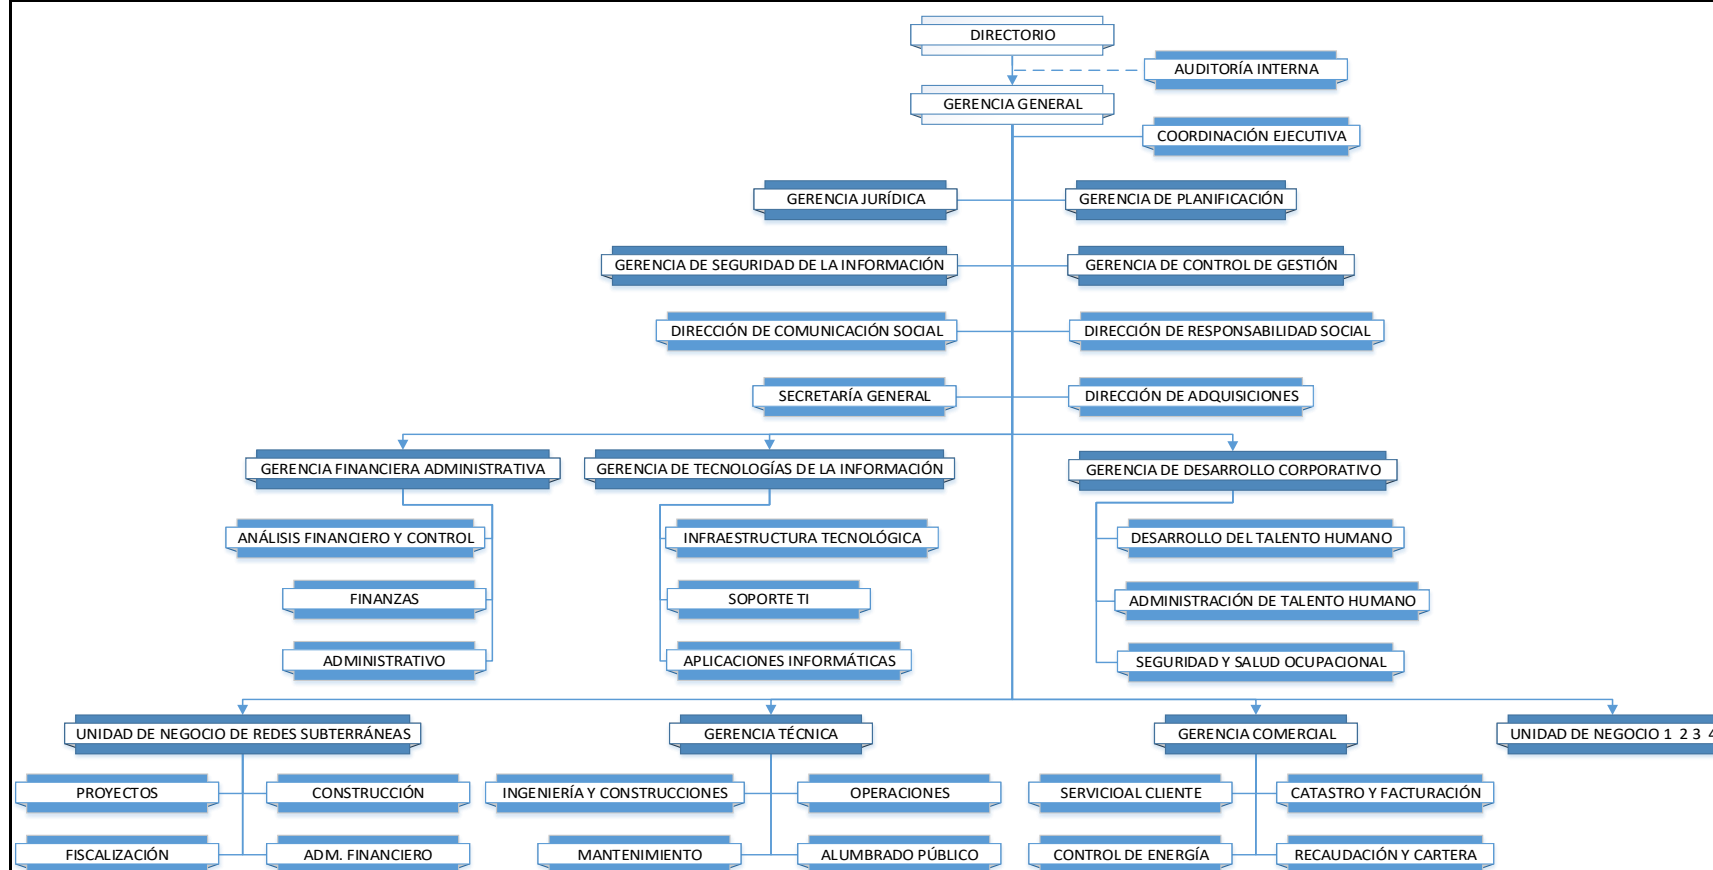 DIRECTORIO
AUDITORÍA INTERNA
GERENCIA GENERAL
COORDINACIÓN EJECUTIVA
GERENCIA JURÍDICA
GERENCIA DE PLANIFICACIÓN
GERENCIA DE SEGURIDAD DE LA INFORMACIÓN
GERENCIA DE CONTROL DE GESTIÓN
DIRECCIÓN DE COMUNICACIÓN SOCIAL
DIRECCIÓN DE RESPONSABILIDAD SOCIAL
SECRETARÍA GENERAL
DIRECCIÓN DE ADQUISICIONES
GERENCIA FINANCIERA ADMINISTRATIVA
GERENCIA DE TECNOLOGÍAS DE LA INFORMACIÓN
GERENCIA DE DESARROLLO CORPORATIVO
ANÁLISIS FINANCIERO Y CONTROL
INFRAESTRUCTURA TECNOLÓGICA
DESARROLLO DEL TALENTO HUMANO
FINANZAS
SOPORTE TI
ADMINISTRACIÓN DE TALENTO HUMANO
ADMINISTRATIVO
APLICACIONES INFORMÁTICAS
SEGURIDAD Y SALUD OCUPACIONAL
UNIDAD DE NEGOCIO DE REDES SUBTERRÁNEAS
GERENCIA TÉCNICA
GERENCIA COMERCIAL
UNIDAD DE NEGOCIO 1 2 3 4
PROYECTOS
CONSTRUCCIÓN
INGENIERÍA Y CONSTRUCCIONES
OPERACIONES
SERVICIOAL CLIENTE
CATASTRO Y FACTURACIÓN
FISCALIZACIÓN
ADM. FINANCIERO
MANTENIMIENTO
ALUMBRADO PÚBLICO
CONTROL DE ENERGÍA
RECAUDACIÓN Y CARTERA